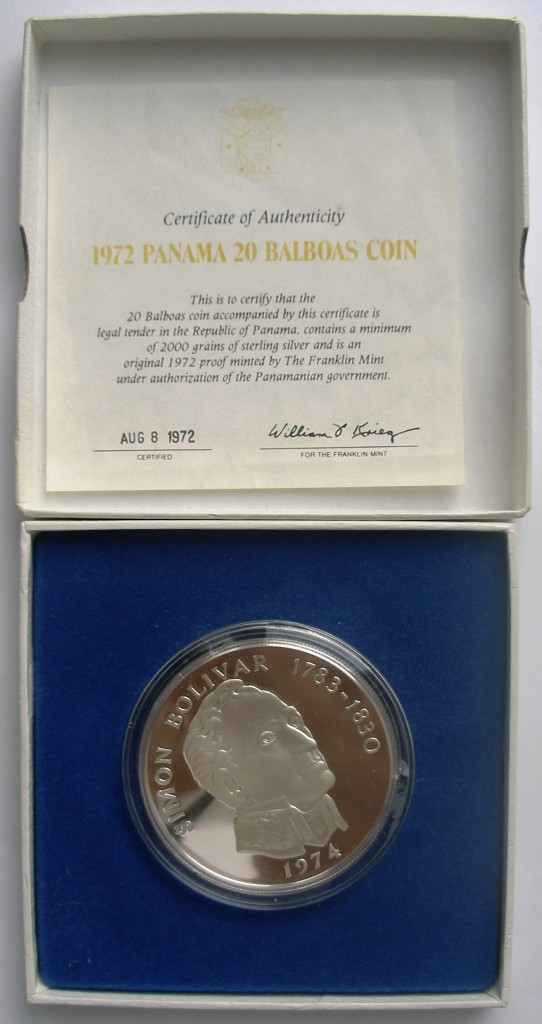 Certificate of Authenticity
1972 PANAMA 20 BALBOAS COIN
This is to certify that the
20 Balboas coin accompanied by this certificate is
legal tender in the Republic of Panama, contains a minimum
of 2000 grains of sterling silver and is an
original 1972 proof minted by The Franklin Mint
under authorization of the Panamanian government.
AUG 8 1972
CERTIFIED
William
FOR THE FRANKLIN MINT
SIMON BOLIVAR 1783-1830
1974